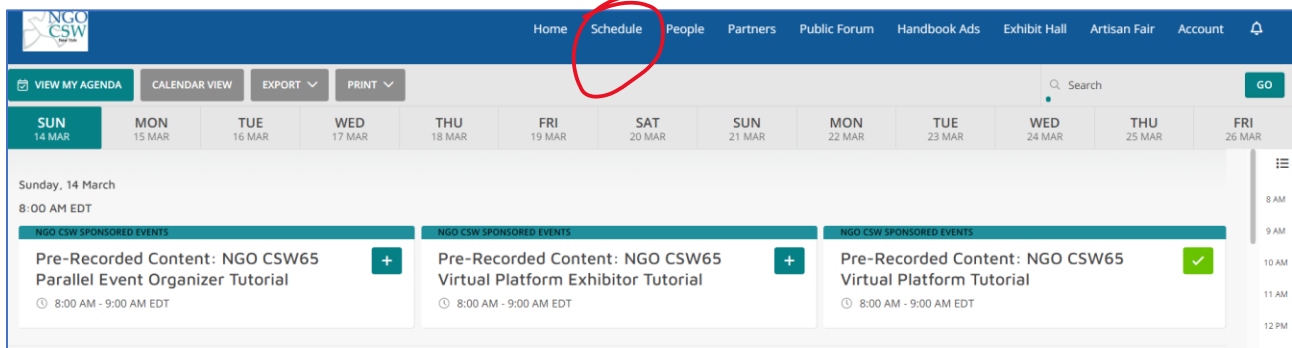 NGO
CSW
New York
Home Schedule People Partners Public Forum Handbook Ads Exhibit Hall Artisan Fair Account
VIEW MY AGENDA CALENDAR VIEW EXPORT PRINT Search GO
SUN MON TUE WED THU FRI SAT SUN MON TUE WED THU FRI
14 MAR 15 MAR 16 MAR 17 MAR 18 MAR 19 MAR 20 MAR 21 MAR 22 MAR 23 MAR 24 MAR 25 MAR 26 MAR
Sunday, 14 March
8:00 AM EDT
NGO CSW SPONSORED EVENTS
Pre-Recorded Content: NGO CSW65
Parallel Event Organizer Tutorial
8:00 AM - 9:00 AM EDT
NGO CSW SPONSORED EVENTS
Pre-Recorded Content: NGO CSW65
Virtual Platform Exhibitor Tutorial
8:00 AM - 9:00 AM EDT
NGO CSW SPONSORED EVENTS
Pre-Recorded Content: NGO CSW65
Virtual Platform Tutorial
8:00 AM - 9:00 AM EDT
8 AM
9 AM
10 AM
11 AM
12 PM